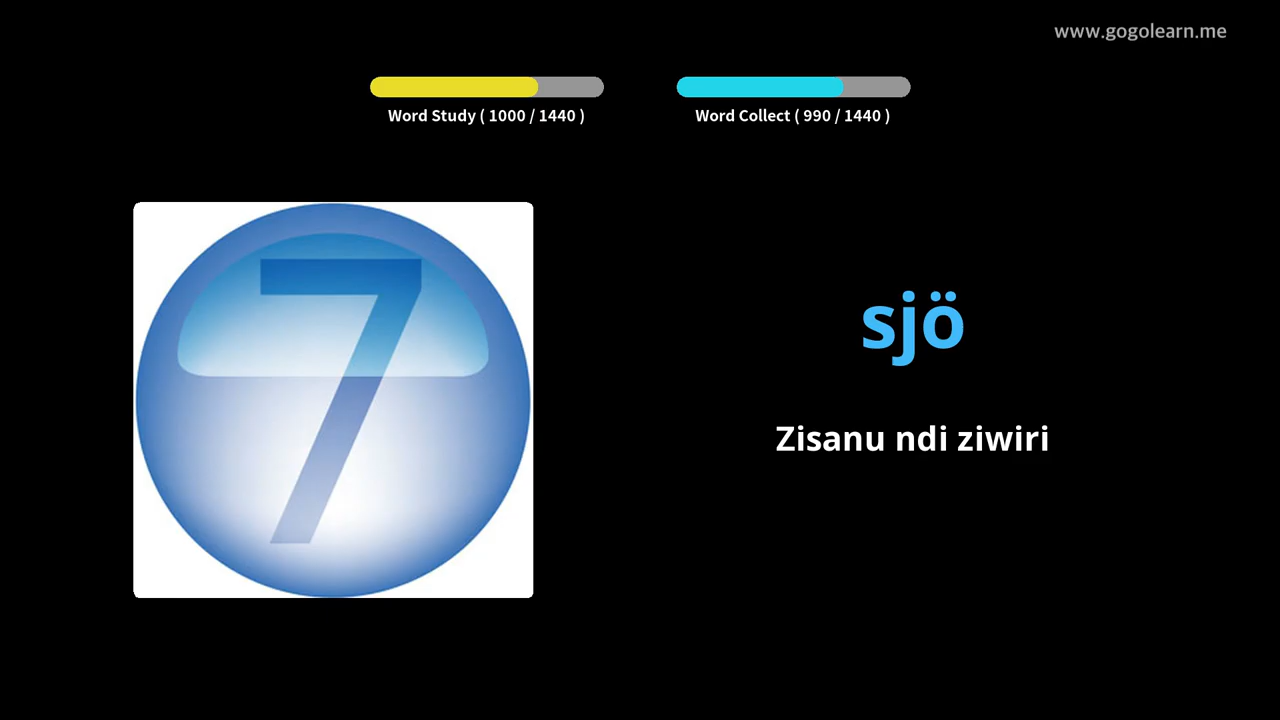 www.gogolearn.me
Word Study ( 1000 / 1440 )
Word Collect ( 990 / 1440 )
7
sjö
Zisanu ndi ziwiri